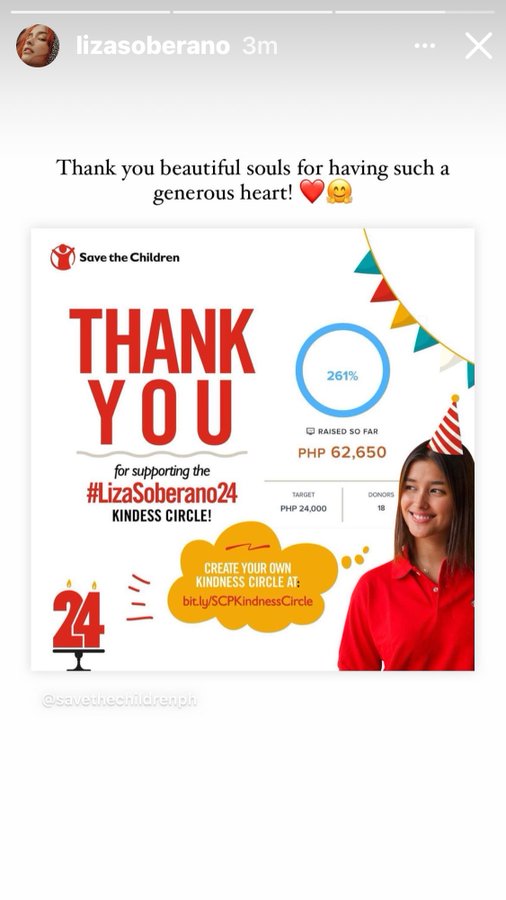 lizasoberano 3m
Thank you beautiful souls for having such a
generous heart! ❤️🤗
Save the Children
THANK
YOU
for supporting the
#LizaSoberano24
KINDESS CIRCLE!
261%
RAISED SO FAR
PHP 62,650
TARGET
PHP 24,000
DONORS
18
CREATE YOUR OWN
KINDNESS CIRCLE AT:
bit.ly/SCPKindnessCircle
24
@savethechildrenph